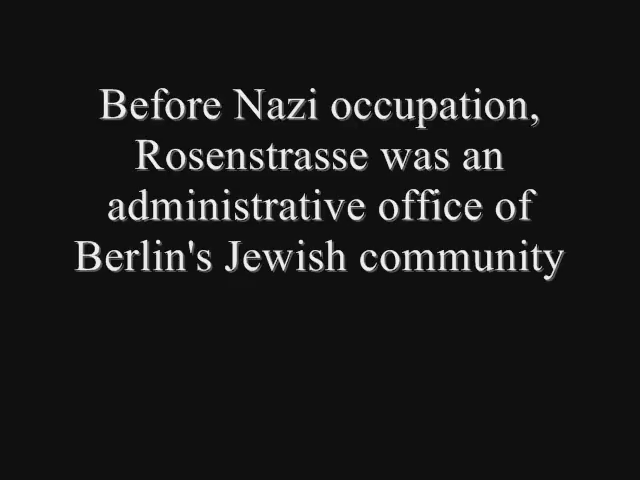 Before Nazi occupation,
Rosenstrasse was an
administrative office of
Berlin's Jewish community